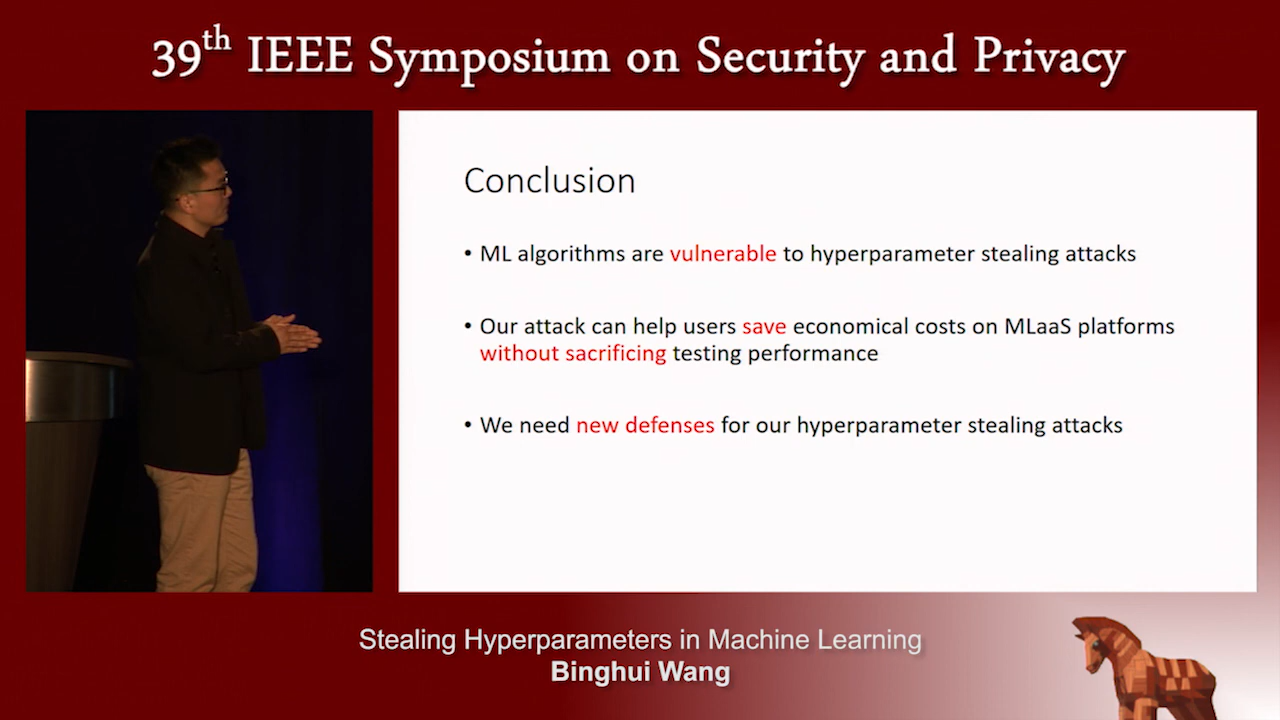 39th IEEE Symposium on Security and Privacy
Conclusion
• ML algorithms are vulnerable to hyperparameter stealing attacks
• Our attack can help users save economical costs on MLaaS platforms
without sacrificing testing performance
• We need new defenses for our hyperparameter stealing attacks
Stealing Hyperparameters in Machine Learning
Binghui Wang